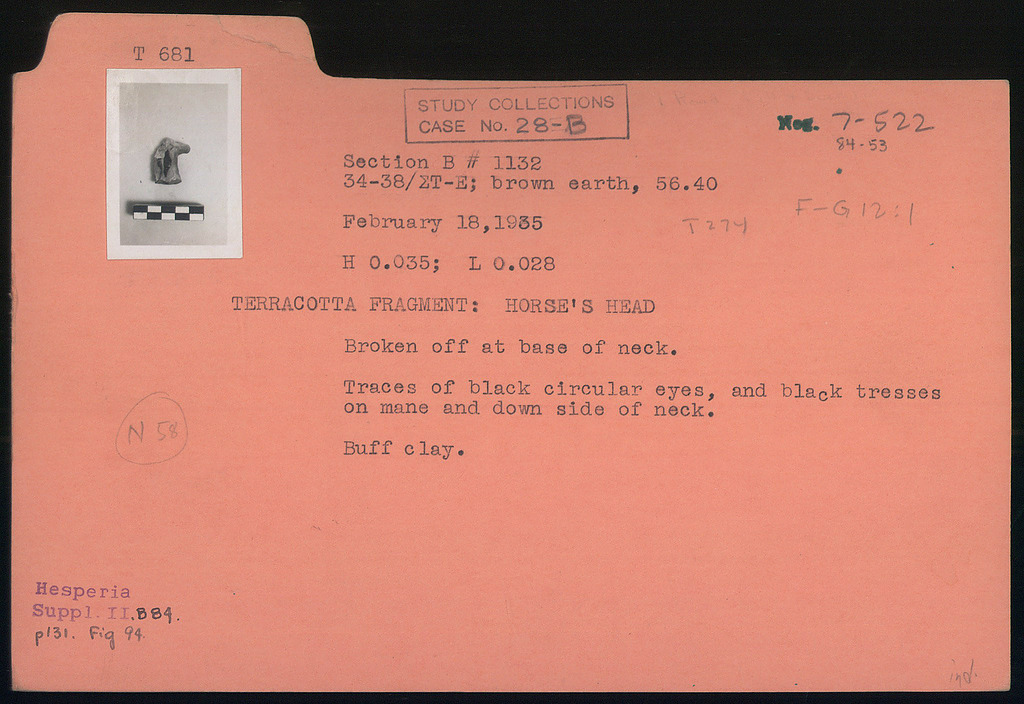 T 681
STUDY COLLECTIONS
CASE No. 28-B
Neg. 7-522
84-53
Section B # 1132
34-38/ΣΤ-Ε; brown earth, 56.40
F-G 12:1
February 18,1935
T 274
H 0.035; L 0.028
TERRACOTTA FRAGMENT: HORSE'S HEAD
Broken off at base of neck.
Traces of black circular eyes, and black tresses
on mane and down side of neck.
N 58
Buff clay.
Hesperia
Suppl. II, B84.
p131. Fig 94.
ind.